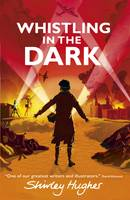 WHISTLING
IN THE
DARK
"One of our greatest writers and illustrators."
Shirley Hughes